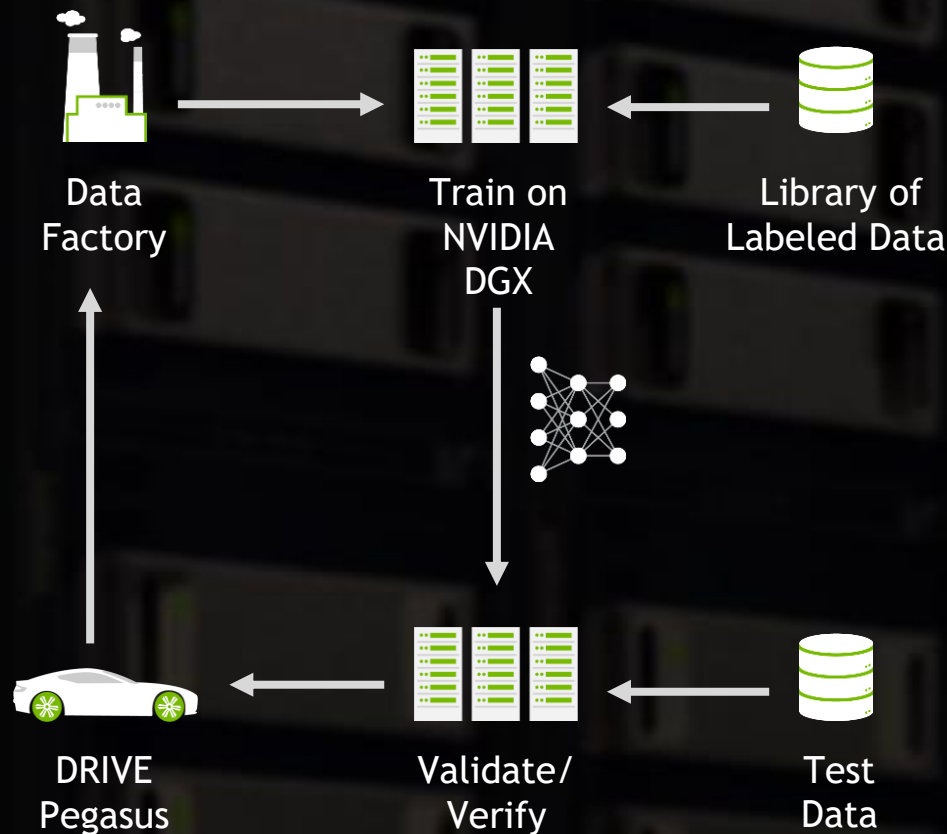 Data
Factory
Train on
NVIDIA
DGX
Library of
Labeled Data
DRIVE
Pegasus
Validate/
Verify
Test
Data